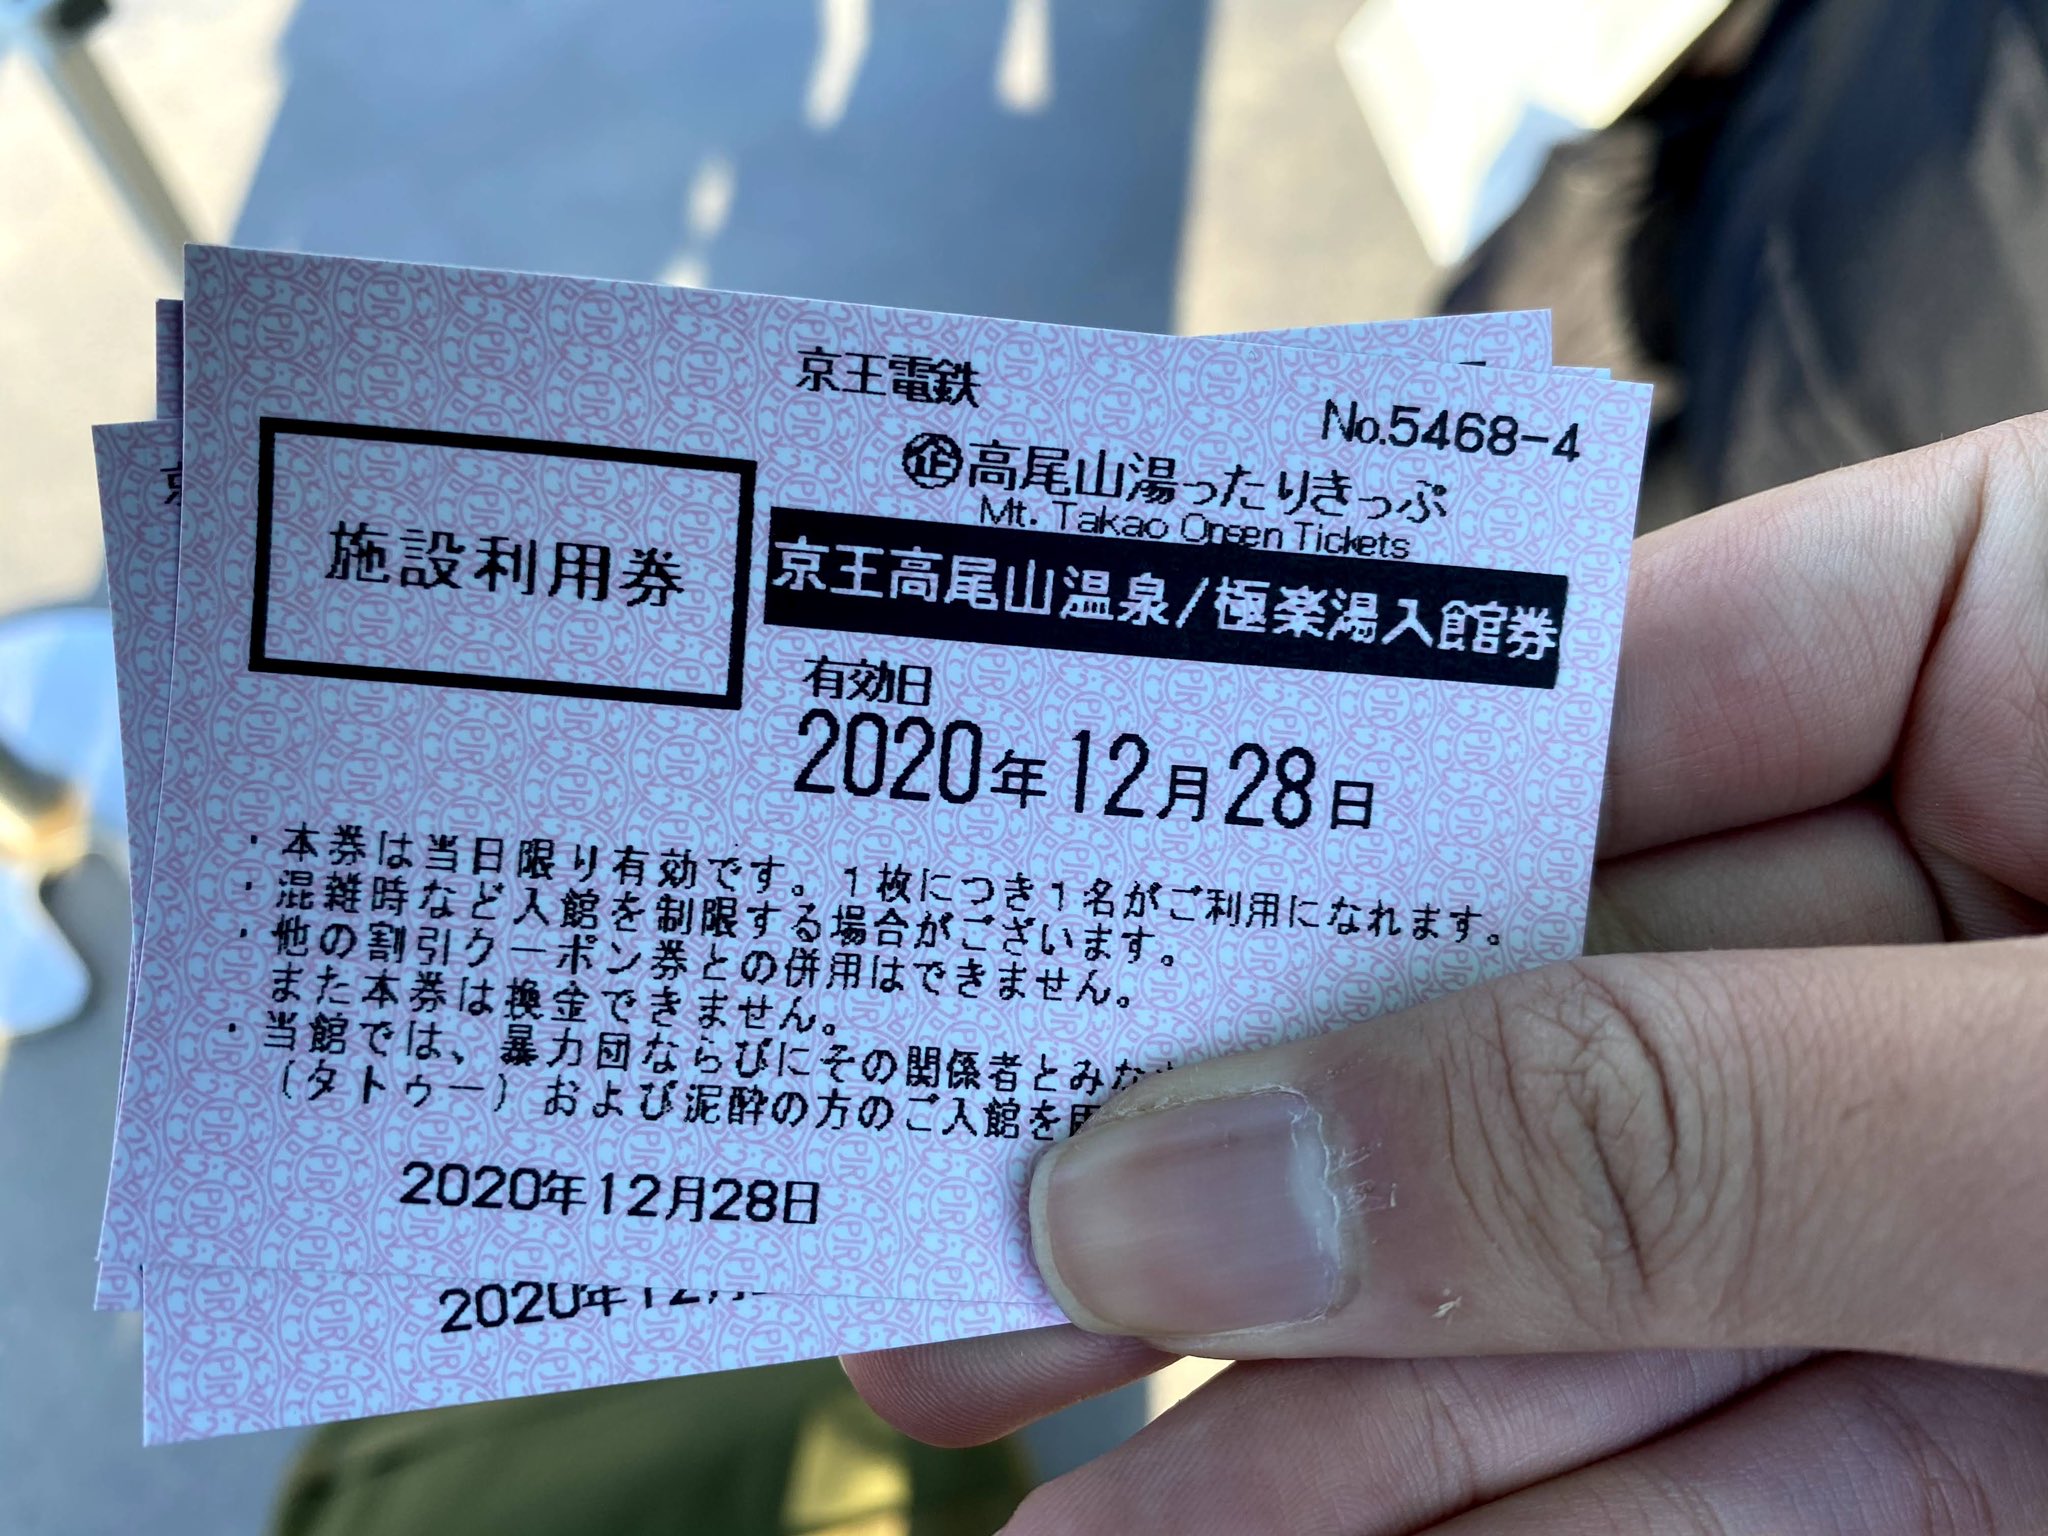 京王電鉄
No.5468-4
施設利用券
㊭高尾山湯ったりきっぷ
Mt. Takao Onsen Tickets
京王高尾山温泉/極楽湯入館券
有効日
2020年12月28日
・本券は当日限り有効です。1枚につき1名がご利用になれます。
・混雑時など入館を制限する場合がございます。
・他の割引クーポン券との併用はできません。
また本券は換金できません。
・当館では、暴力団ならびにその関係者とみな
(タトゥー)および泥酔の方のご入館を
2020年12月28日
2020年12月